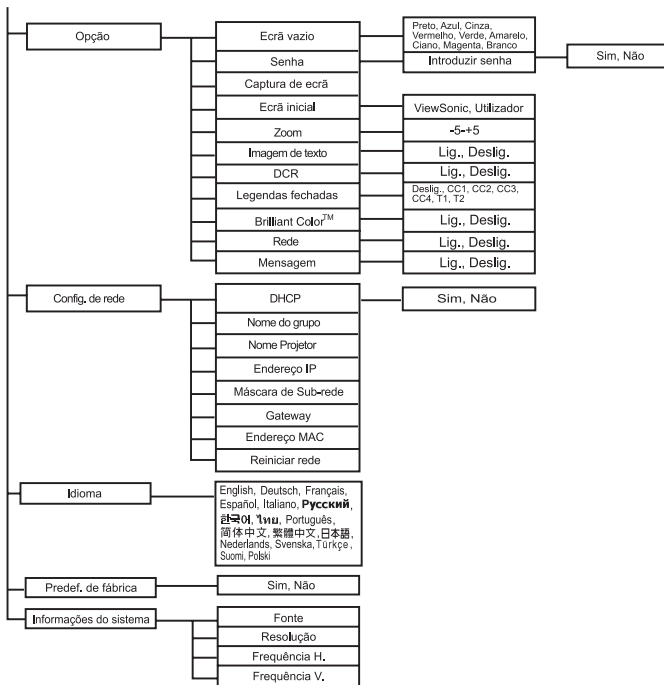 Opção
Ecrã vazio
Preto, Azul, Cinza,
Vermelho, Verde, Amarelo,
Ciano, Magenta, Branco
Senha
Introduzir senha
Sim, Não
Captura de ecrã
Ecrã inicial
ViewSonic, Utilizador
Zoom
-5-+5
Imagem de texto
Lig., Deslig.
DCR
Lig., Deslig.
Legendas fechadas
Deslig., CC1, CC2, CC3,
CC4, T1, T2
Brilliant Color™
Lig., Deslig.
Rede
Lig., Deslig.
Mensagem
Lig., Deslig.
Config. de rede
DHCP
Sim, Não
Nome do grupo
Nome Projetor
Endereço IP
Máscara de Sub-rede
Gateway
Endereço MAC
Reiniciar rede
Idioma
English, Deutsch, Français,
Español, Italiano, Русский,
한국어, ไทย, Português,
简体中文, 繁體中文, 日本語,
Nederlands, Svenska, Türkçe,
Suomi, Polski
Predef. de fábrica
Sim, Não
Informações do sistema
Fonte
Resolução
Frequência H.
Frequência V.